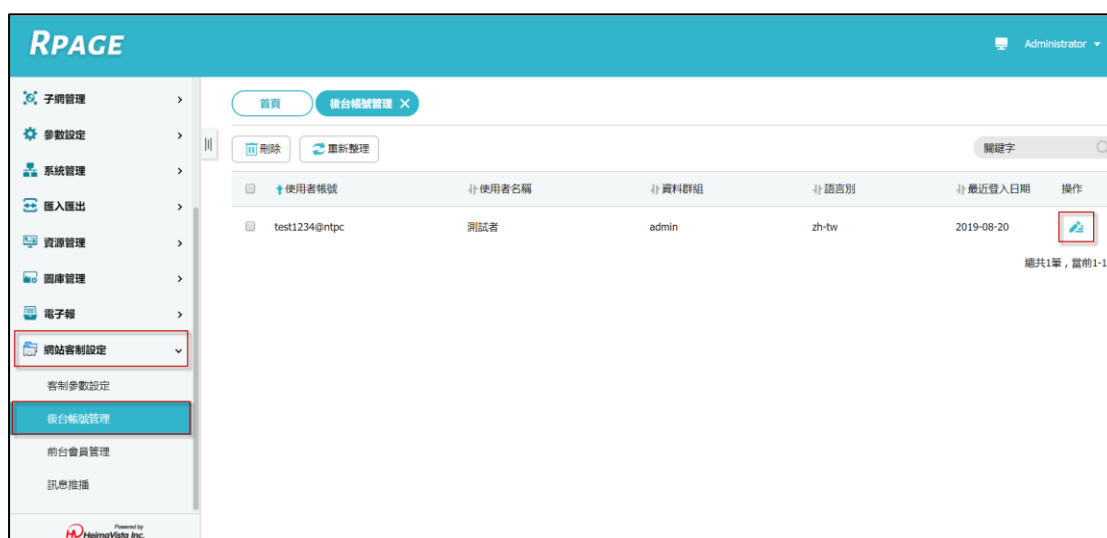 RPAGE
Administrator
子網管理
參數設定
系統管理
匯入匯出
資源管理
圖庫管理
電子報
網站客制設定
客制參數設定
後台帳號管理
前台會員管理
訊息推播
Powered by
HeimaVista Inc.
首頁 後台帳號管理
刪除 重新整理 關鍵字
使用者帳號 使用者名稱 資料群組 語言別 最近登入日期 操作
test1234@ntpc 測試者 admin zh-tw 2019-08-20
總共1筆，當前1-1